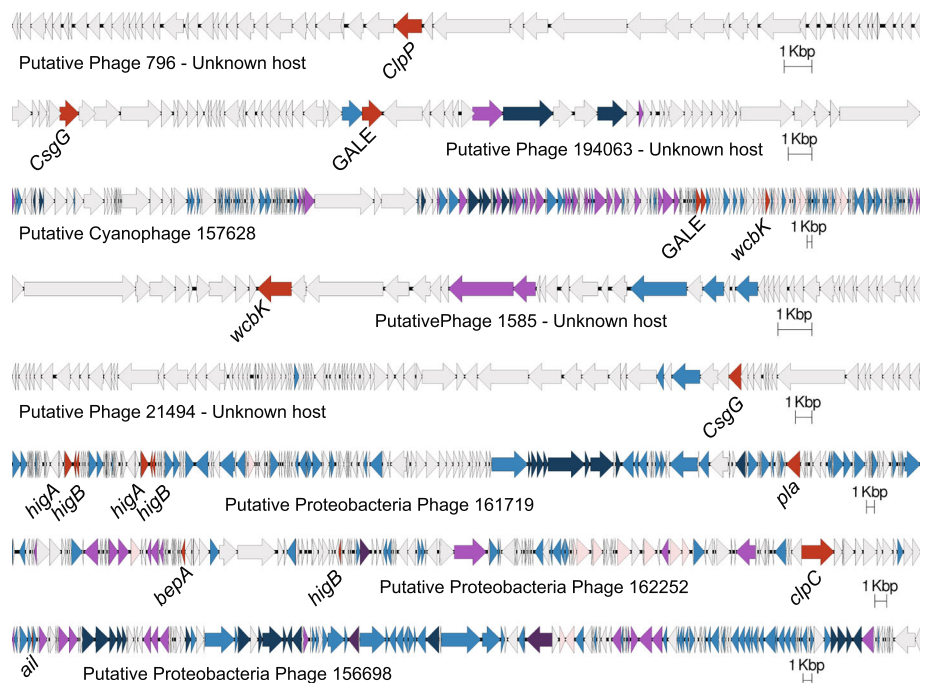 ClpP
Putative Phage 796 - Unknown host
1 Kbp
CsgG
GALE
Putative Phage 194063 - Unknown host
1 Kbp
Putative Cyanophage 157628
GALE
wcbK
1 Kbp
wcbK
PutativePhage 1585 - Unknown host
1 Kbp
Putative Phage 21494 - Unknown host
CsgG
1 Kbp
higA
higB
higA
higB
Putative Proteobacteria Phage 161719
pla
1 Kbp
bepA
higB
Putative Proteobacteria Phage 162252
clpC
1 Kbp
ail
Putative Proteobacteria Phage 156698
1 Kbp